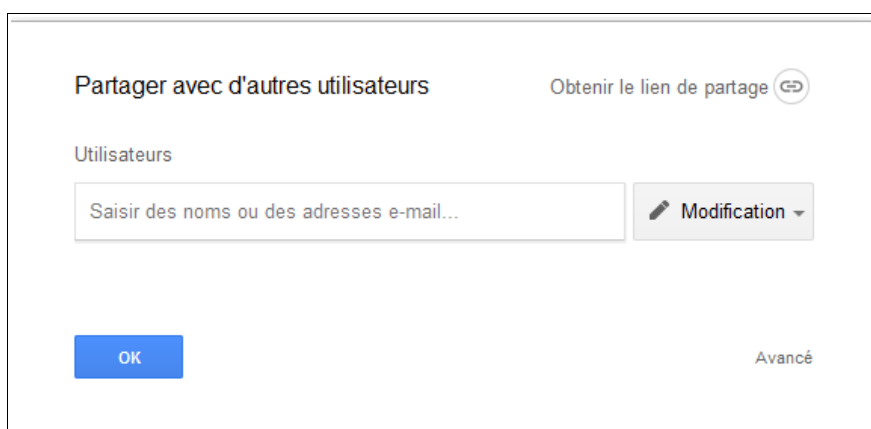 Partager avec d'autres utilisateurs
Obtenir le lien de partage
Utilisateurs
Saisir des noms ou des adresses e-mail...
Modification
OK
Avancé